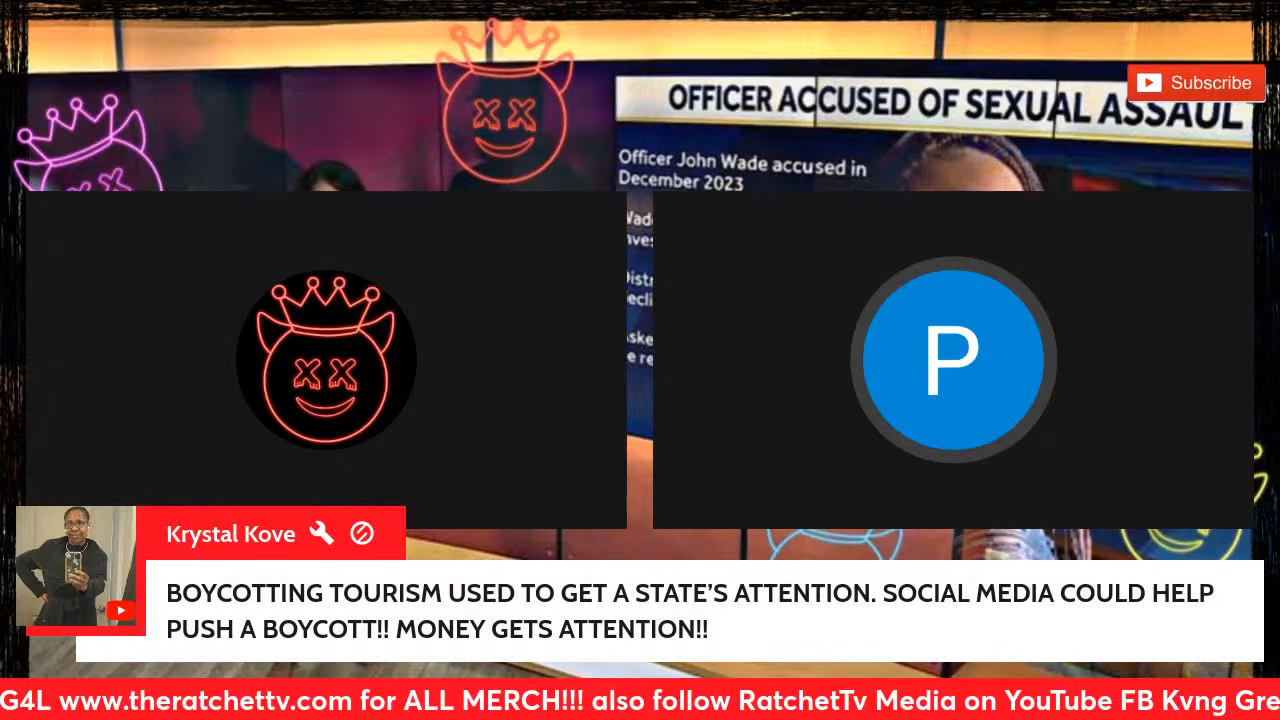 Subscribe
OFFICER ACCUSED OF SEXUAL ASSAUL
Officer John Wade accused in
December 2023
P
Krystal Kove
BOYCOTTING TOURISM USED TO GET A STATE'S ATTENTION. SOCIAL MEDIA COULD HELP
PUSH A BOYCOTT!! MONEY GETS ATTENTION!!
G4L www.theratchettv.com for ALL MERCH!!! also follow RatchetTv Media on YouTube FB Kvng Gre